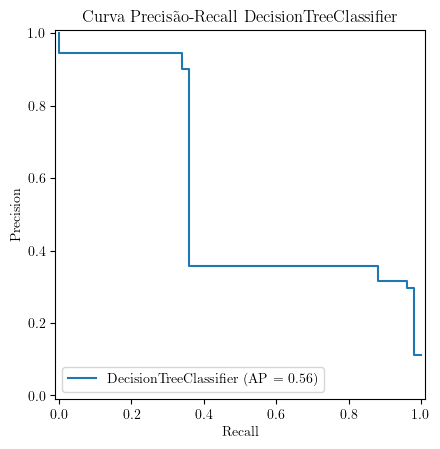 Curva Precisão-Recall DecisionTreeClassifier
1.0
0.8
0.6
0.4
0.2
0.0
Precision
DecisionTreeClassifier (AP = 0.56)
0.0 0.2 0.4 0.6 0.8 1.0
Recall